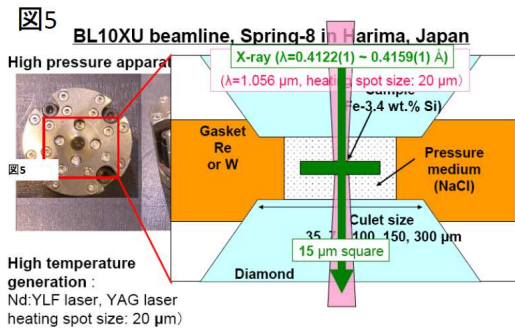 図5
BL10XU beamline, Spring-8 in Harima, Japan
X-ray (λ=0.4122(1) ~ 0.4159(1) Å)
High pressure apparat
(λ=1.056 μm, heating spot size: 20 μm)
Sample
Fe-3.4 wt.% Si)
Gasket
Re
or W
Pressure
medium
(NaCl)
図5
Culet size
35, 100, 150, 300 μm
15 μm square
Diamond
High temperature
generation :
Nd:YLF laser, YAG laser
heating spot size: 20 μm)